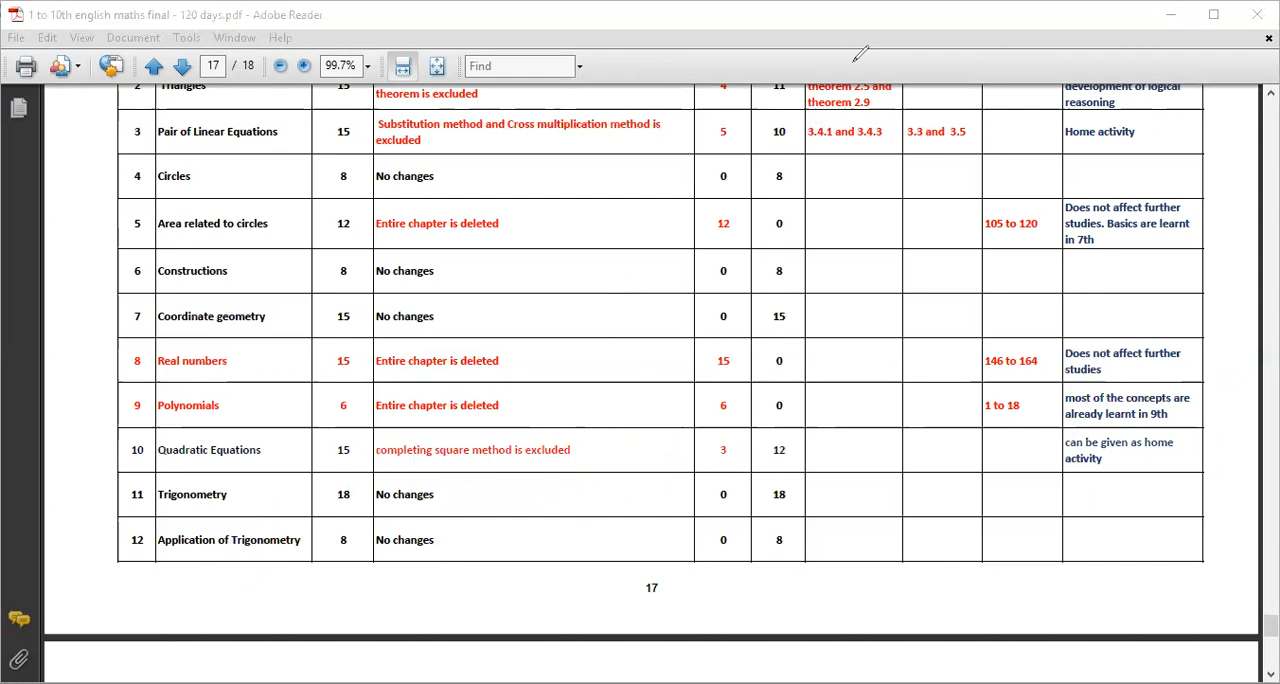 1 to 10th english maths final - 120 days.pdf - Adobe Reader
File Edit View Document Tools Window Help
17 / 18 99.7% Find
2 Triangles 15 theorem is excluded 4 11 theorem 2.5 and theorem 2.9 development of logical reasoning
3 Pair of Linear Equations 15 Substitution method and Cross multiplication method is excluded 5 10 3.4.1 and 3.4.3 3.3 and 3.5 Home activity
4 Circles 8 No changes 0 8
5 Area related to circles 12 Entire chapter is deleted 12 0 105 to 120 Does not affect further studies. Basics are learnt in 7th
6 Constructions 8 No changes 0 8
7 Coordinate geometry 15 No changes 0 15
8 Real numbers 15 Entire chapter is deleted 15 0 146 to 164 Does not affect further studies
9 Polynomials 6 Entire chapter is deleted 6 0 1 to 18 most of the concepts are already learnt in 9th
10 Quadratic Equations 15 completing square method is excluded 3 12 can be given as home activity
11 Trigonometry 18 No changes 0 18
12 Application of Trigonometry 8 No changes 0 8
17